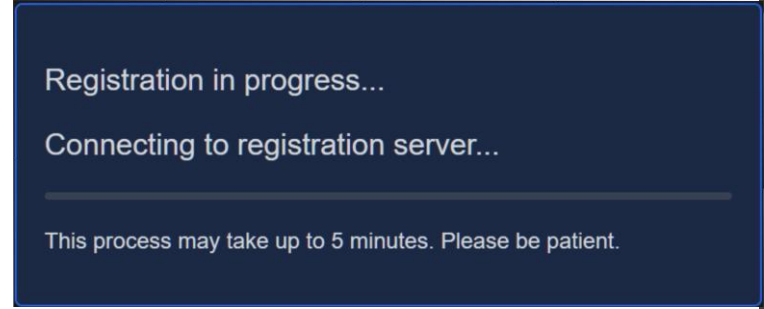 Registration in progress...
Connecting to registration server...
This process may take up to 5 minutes. Please be patient.